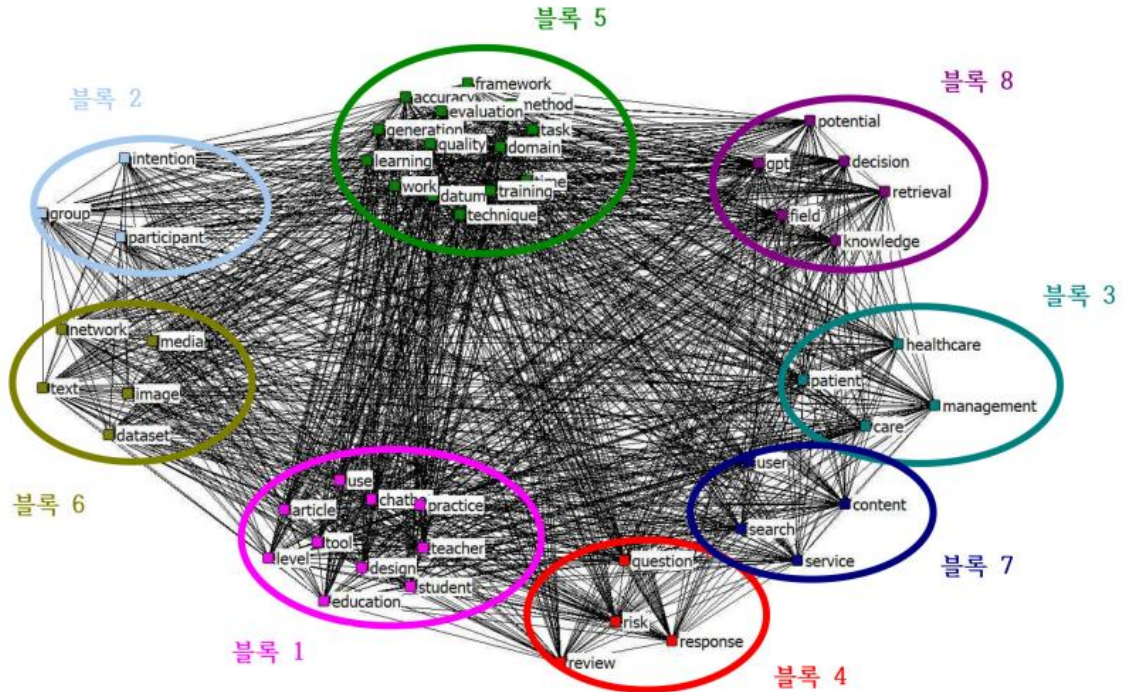 블록 5
블록 2
블록 8
framework
accuracy
method
evaluation
generation
task
quality
domain
learning
time
work
datum
training
technique
intention
group
participant
potential
gpt
decision
retrieval
field
knowledge
블록 3
network
media
text
image
dataset
healthcare
patient
management
care
블록 6
use
article
practice
tool
teacher
level
design
student
education
user
content
search
service
블록 7
question
risk
response
review
블록 1
블록 4